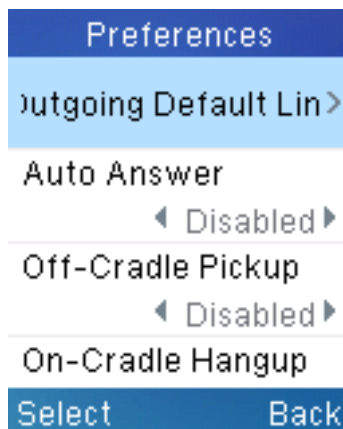 Preferences
utgoing Default Lin>
Auto Answer
Disabled
Off-Cradle Pickup
Disabled
On-Cradle Hangup
Select Back